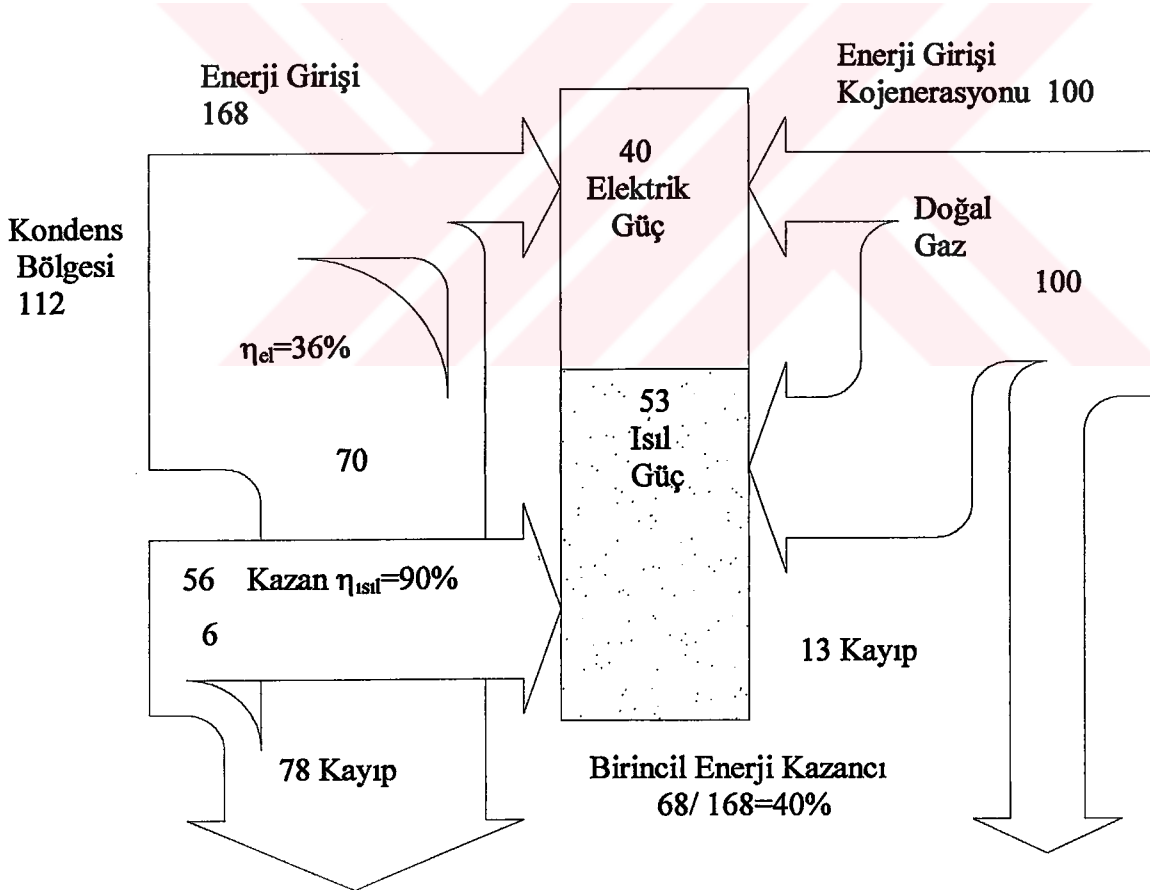 Enerji Girişi
168
Enerji Girişi
Kojenerasyonu 100
40
Elektrik
Güç
Kondens
Bölgesi
112
Doğal
Gaz
100
ηel=36%
53
Isıl
Güç
70
56 Kazan ηısıl=90%
6
13 Kayıp
78 Kayıp
Birincil Enerji Kazancı
68/ 168=40%